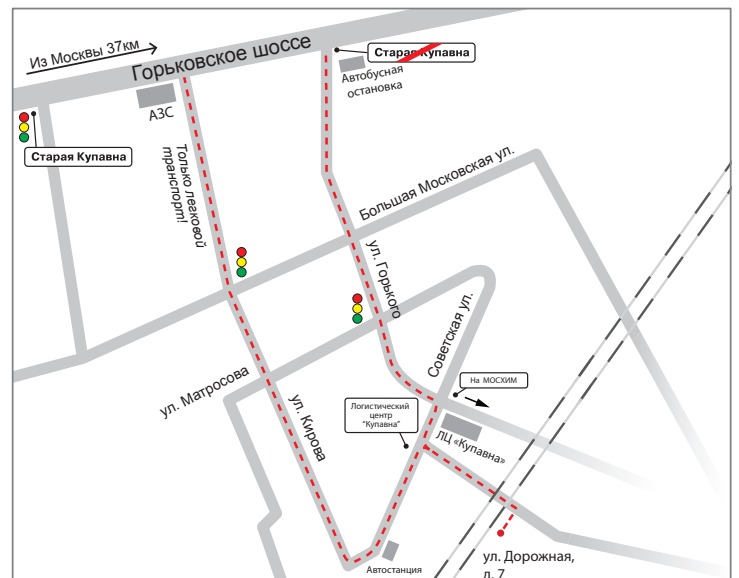 Из Москвы 37км
Горьковское шоссе
Старая Купавна
Автобусная
остановка
АЗС
Старая Купавна
Только легковой
транспорт!
Большая Московская ул.
ул. Горького
Советская ул.
ул. Матросова
На МОСХИМ
ул. Кирова
Логистический
центр
"Купавна"
ЛЦ «Купавна»
Автостанция
ул. Дорожная,
д. 7